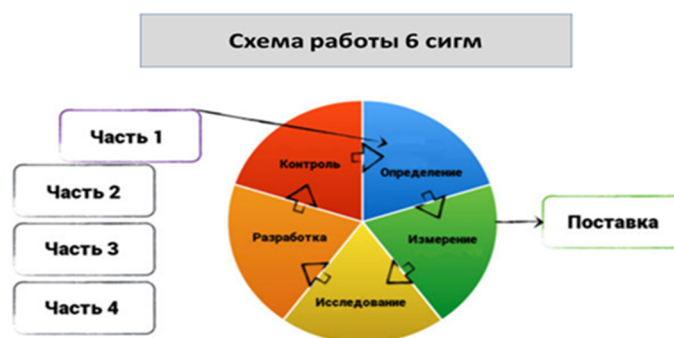 Схема работы 6 сигм
Часть 1
Часть 2
Часть 3
Часть 4
Контроль
Определение
Разработка
Измерение
Исследование
Поставка